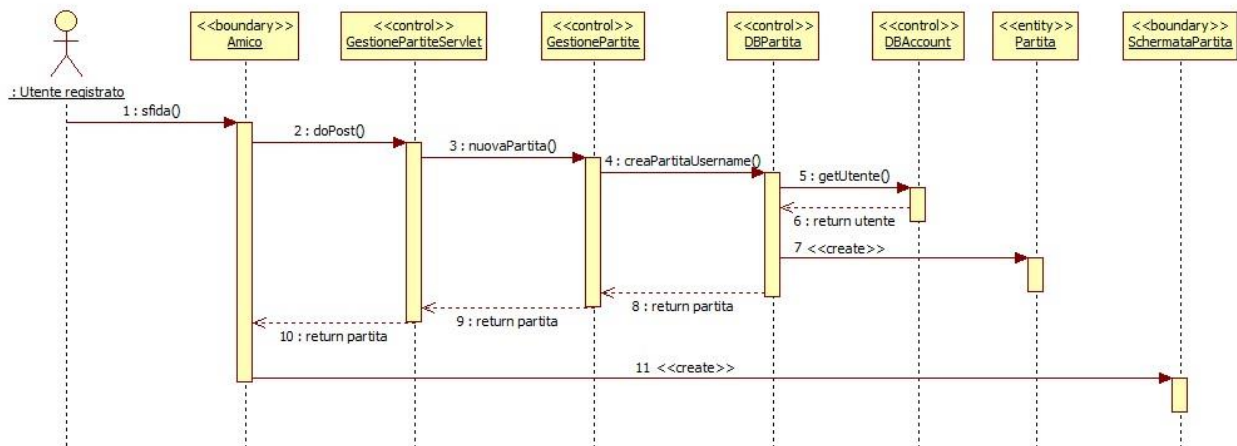 <<boundary>>
Amico
<<control>>
GestionePartiteServlet
<<control>>
GestionePartite
<<control>>
DBPartita
<<control>>
DBAccount
<<entity>>
Partita
<<boundary>>
SchermataPartita
: Utente registrato
1 : sfida()
2 : doPost()
3 : nuovaPartita()
4 : creaPartitaUsername()
5 : getUtente()
6 : return utente
7 <<create>>
8 : return partita
9 : return partita
10 : return partita
11 <<create>>